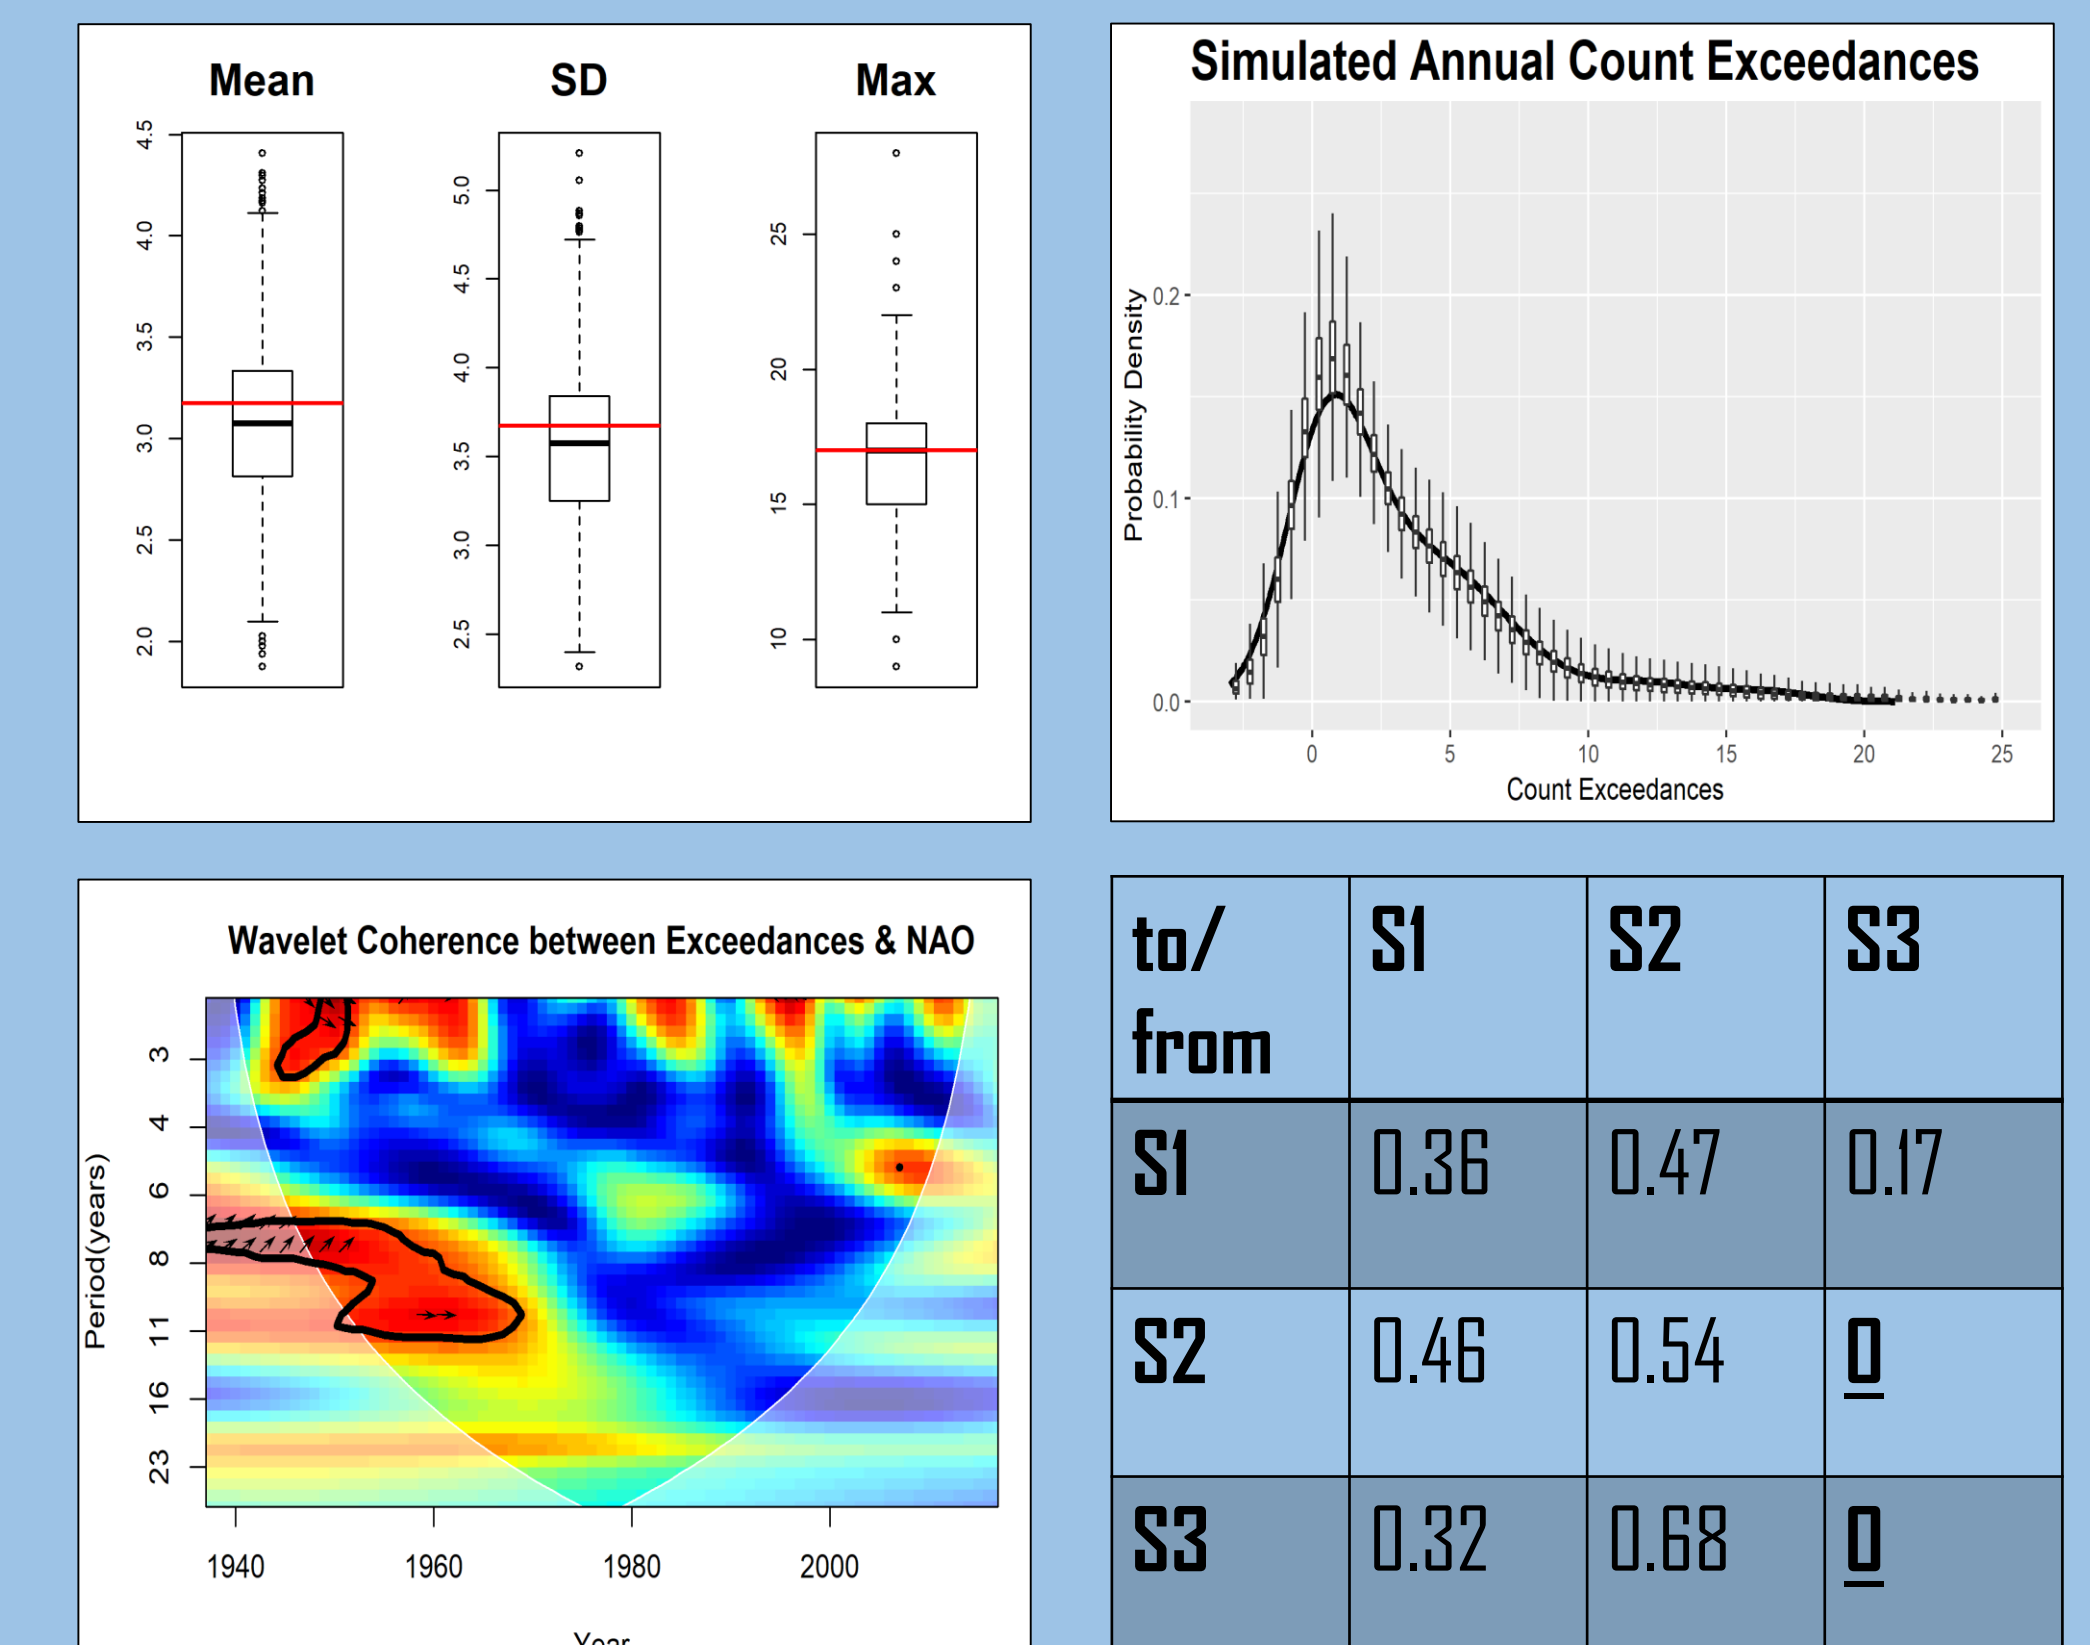 Mean SD Max
4.5
4.0
3.5
3.0
2.5
2.0
5.0
4.5
4.0
3.5
3.0
2.5
25
20
15
10
Simulated Annual Count Exceedances
Probability Density
0.2
0.1
0.0
0 5 10 15 20 25
Count Exceedances
Wavelet Coherence between Exceedances & NAO
Period(years)
3
4
6
8
11
16
23
1940 1960 1980 2000
Year
to/ S1 S2 S3
from
S1 0.36 0.47 0.17
S2 0.46 0.54 0
S3 0.32 0.68 0